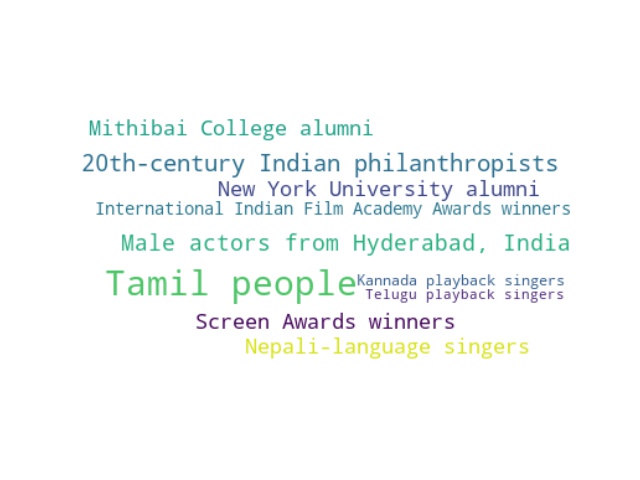 Mithibai College alumni
20th-century Indian philanthropists
New York University alumni
International Indian Film Academy Awards winners
Male actors from Hyderabad, India
Tamil people
Kannada playback singers
Telugu playback singers
Screen Awards winners
Nepali-language singers